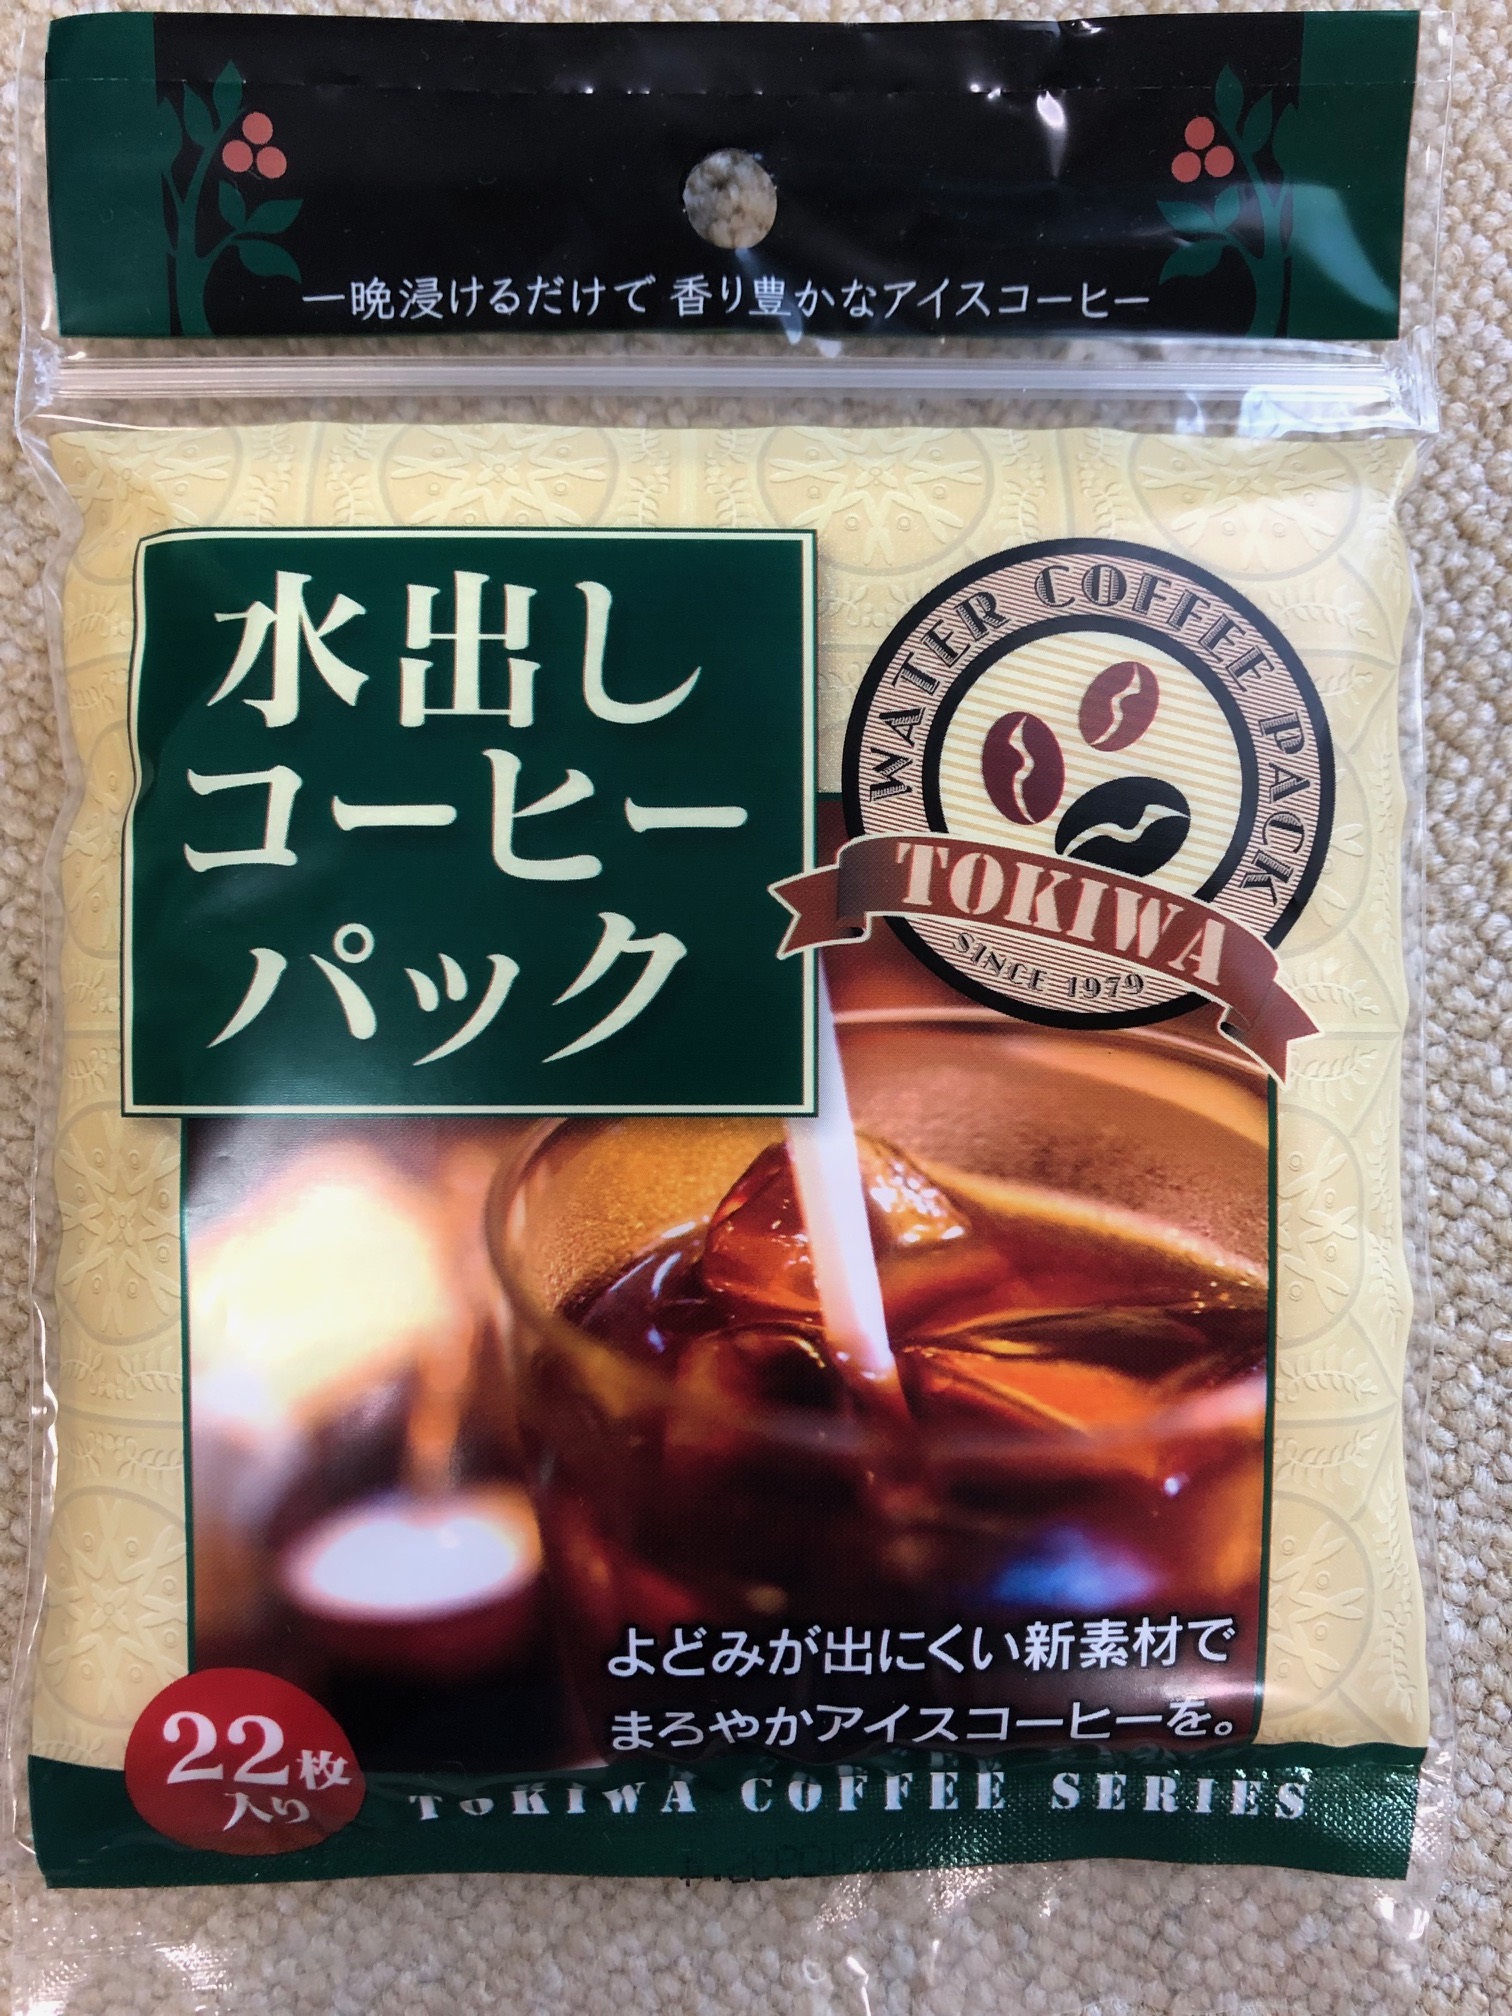 一晩浸けるだけで 香り豊かなアイスコーヒー
水出し
コーヒー
パック
WATER COFFEE PACK
TOKIWA
SINCE 1979
よどみが出にくい新素材で
まろやかアイスコーヒーを。
22枚
入り
TOKIWA COFFEE SERIES